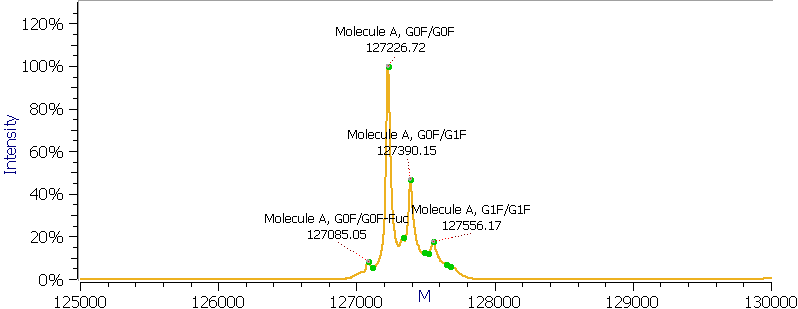 120%
Molecule A, G0F/G0F
127226.72
100%
80%
Molecule A, G0F/G1F
127390.15
60%
Intensity
40%
Molecule A, G0F/G0F-Fuc
127085.05
Molecule A, G1F/G1F
127556.17
20%
0%
125000
126000
127000
128000
129000
130000
M